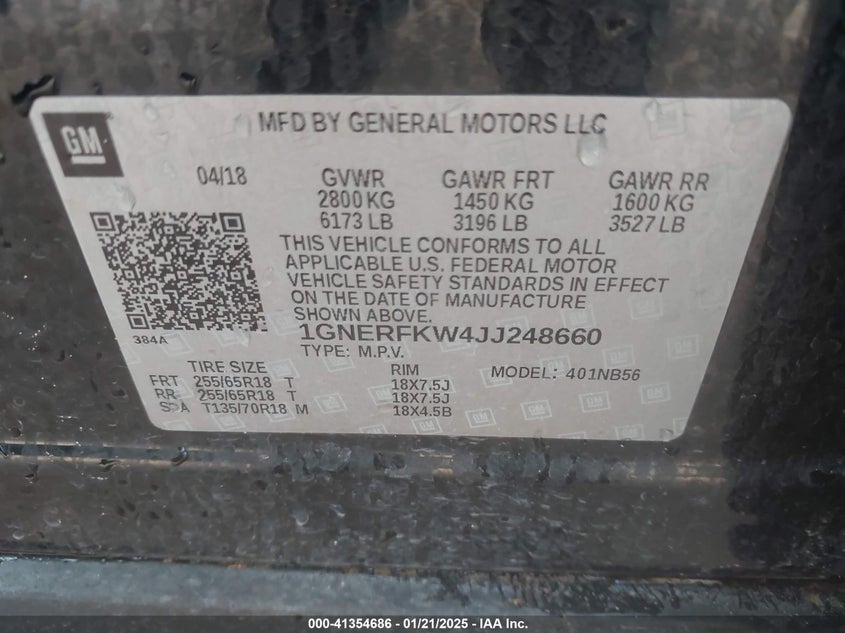 GM
MFD BY GENERAL MOTORS LLC
04/18 GVWR GAWR FRT GAWR RR
2800 KG 1450 KG 1600 KG
6173 LB 3196 LB 3527 LB
THIS VEHICLE CONFORMS TO ALL
APPLICABLE U.S. FEDERAL MOTOR
VEHICLE SAFETY STANDARDS IN EFFECT
ON THE DATE OF MANUFACTURE
SHOWN ABOVE.
384A
1GNERFKW4JJ248660
TYPE: M.P.V.
TIRE SIZE RIM MODEL: 401NB56
FRT 255/65R18 T 18X7.5J
RR 255/65R18 T 18X7.5J
T135/70R18 M 18X4.5B
000-41354686 / 01/21/2025 / IAA Inc.